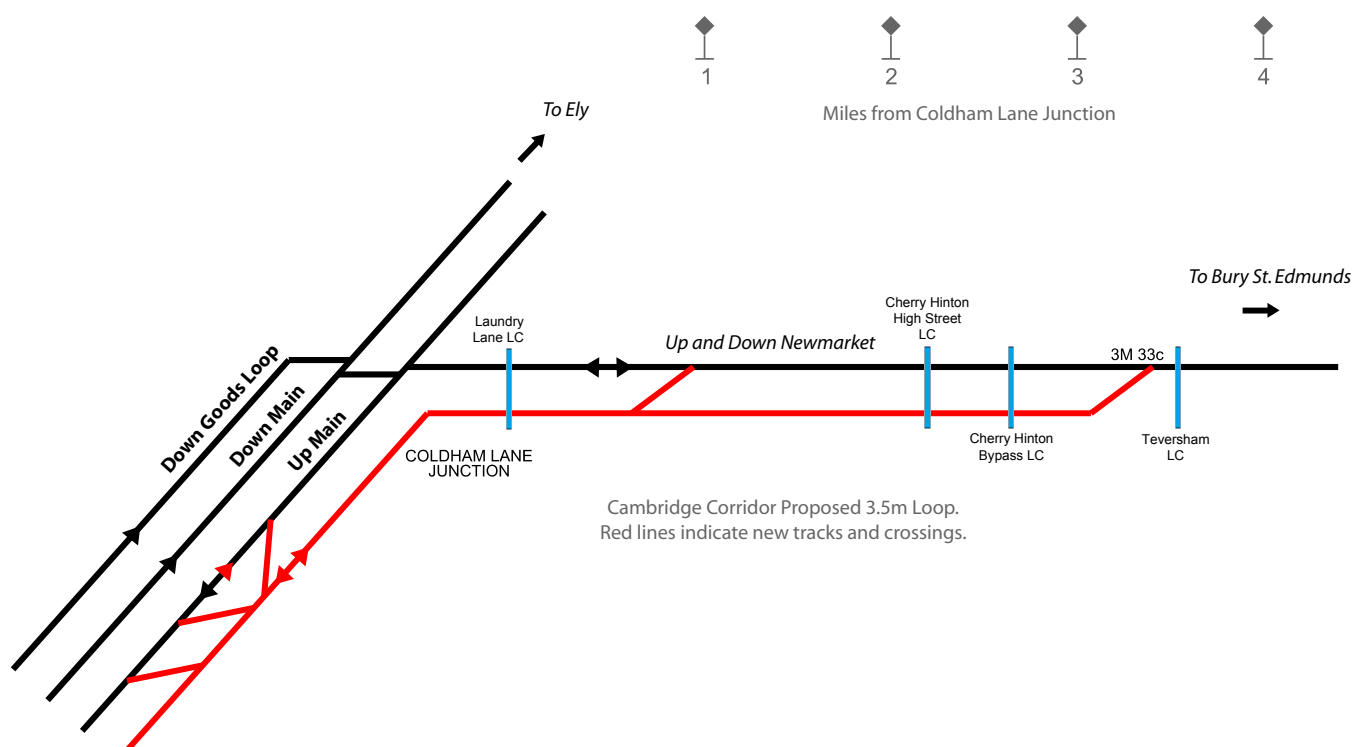 1 2 3 4
Miles from Coldham Lane Junction
To Ely
To Bury St. Edmunds
Cherry Hinton
High Street
LC
Laundry
Lane LC
Up and Down Newmarket
3M 33c
Down Goods Loop
Down Main
Up Main
COLDHAM LANE
JUNCTION
Cherry Hinton
Bypass LC
Teversham
LC
Cambridge Corridor Proposed 3.5m Loop.
Red lines indicate new tracks and crossings.